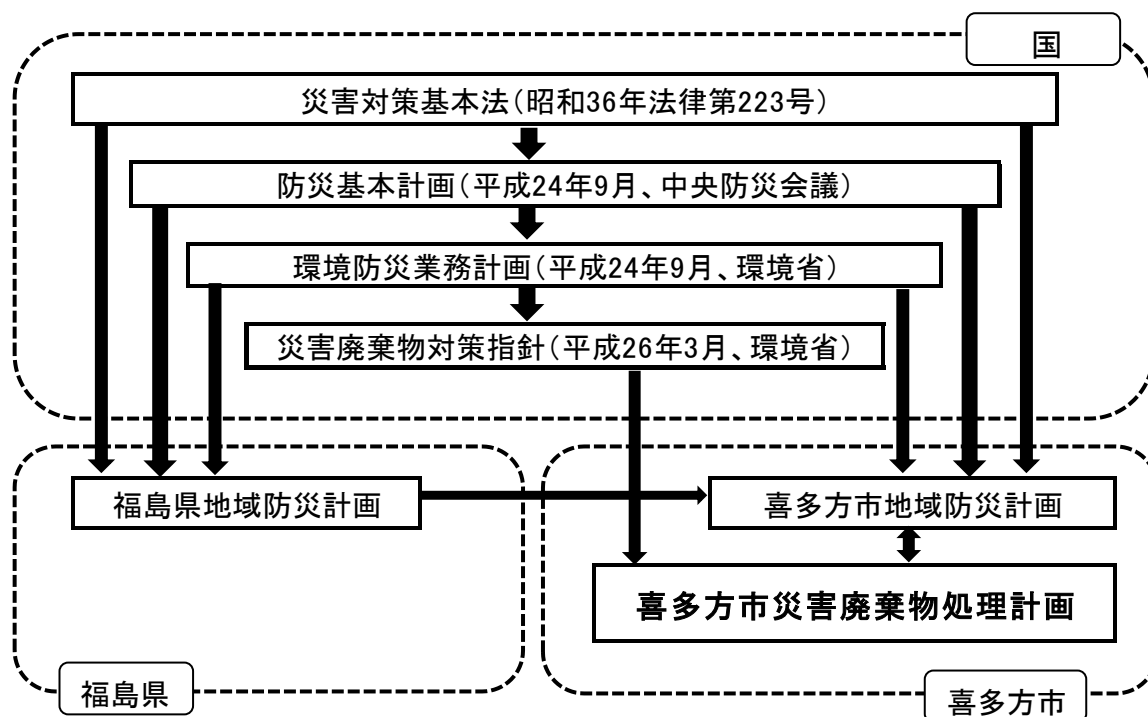 国
災害対策基本法（昭和36年法律第223号）
防災基本計画（平成24年9月、中央防災会議）
環境防災業務計画（平成24年9月、環境省）
災害廃棄物対策指針（平成26年3月、環境省）
福島県地域防災計画
喜多方市地域防災計画
喜多方市災害廃棄物処理計画
福島県
喜多方市